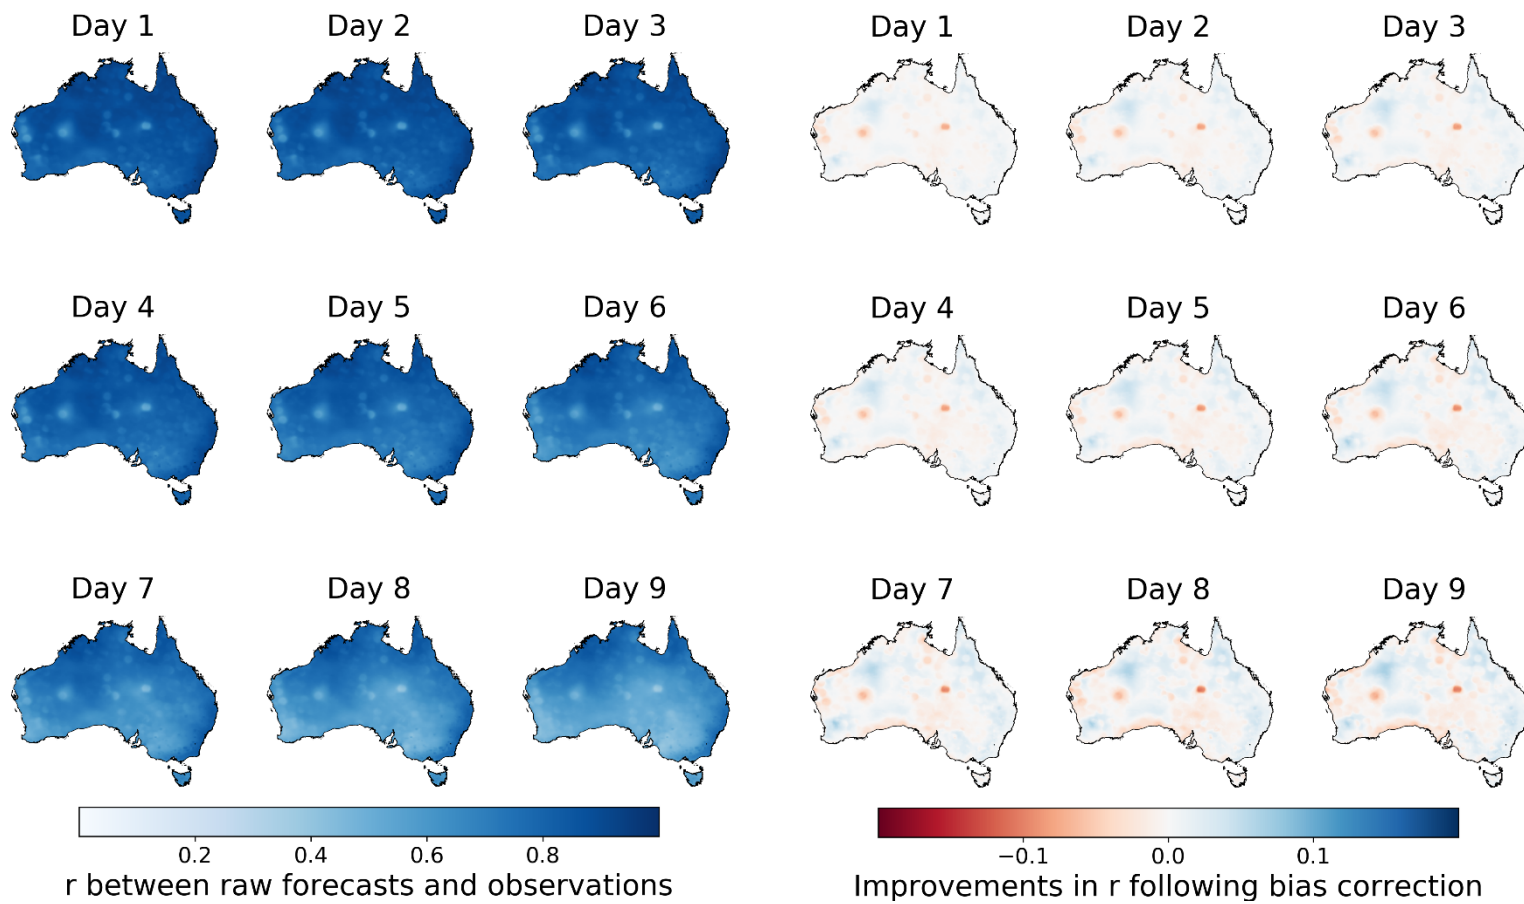 Day 1
Day 2
Day 3
Day 1
Day 2
Day 3
Day 4
Day 5
Day 6
Day 4
Day 5
Day 6
Day 7
Day 8
Day 9
Day 7
Day 8
Day 9
0.2 0.4 0.6 0.8
r between raw forecasts and observations
−0.1 0.0 0.1
Improvements in r following bias correction